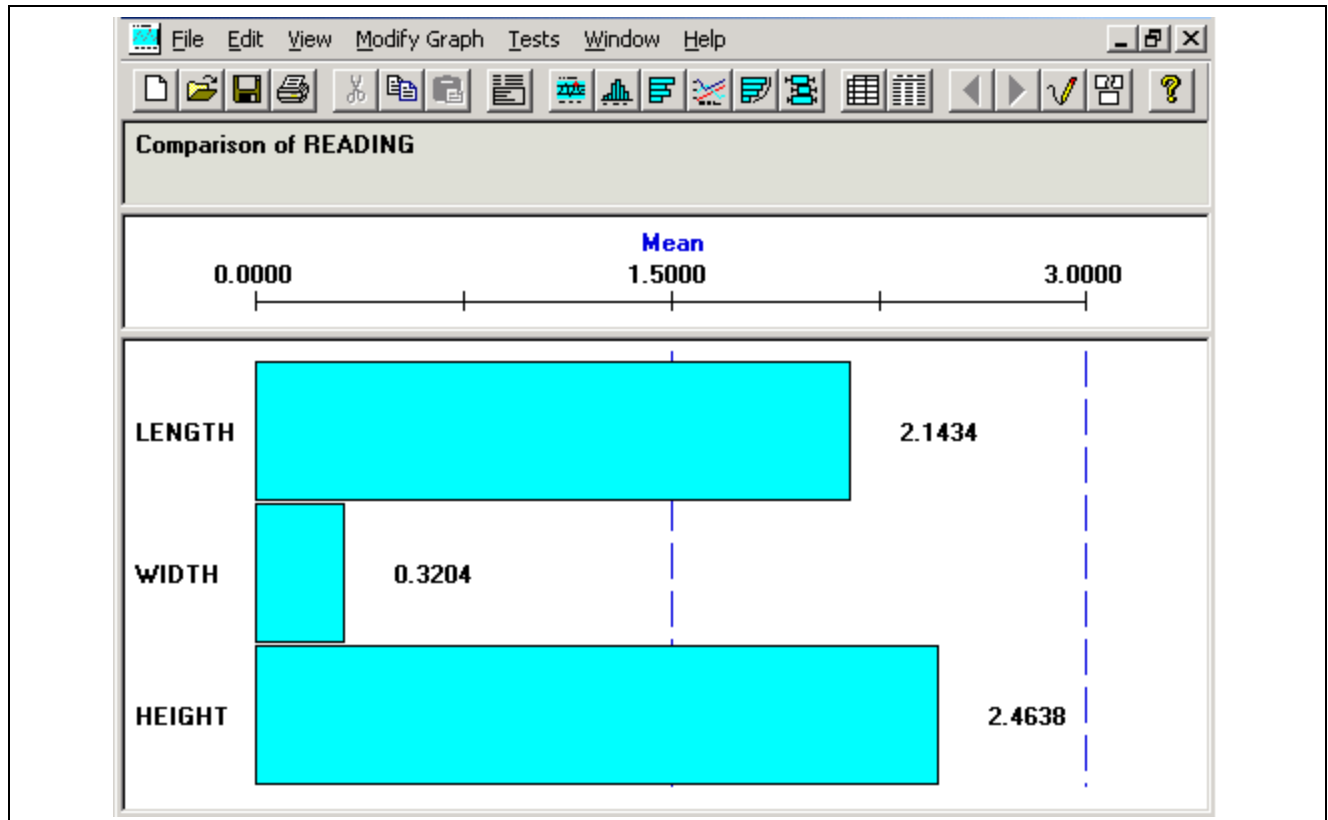 File Edit View Modify Graph Tests Window Help
Comparison of READING
Mean
0.0000 1.5000 3.0000
LENGTH 2.1434
WIDTH 0.3204
HEIGHT 2.4638